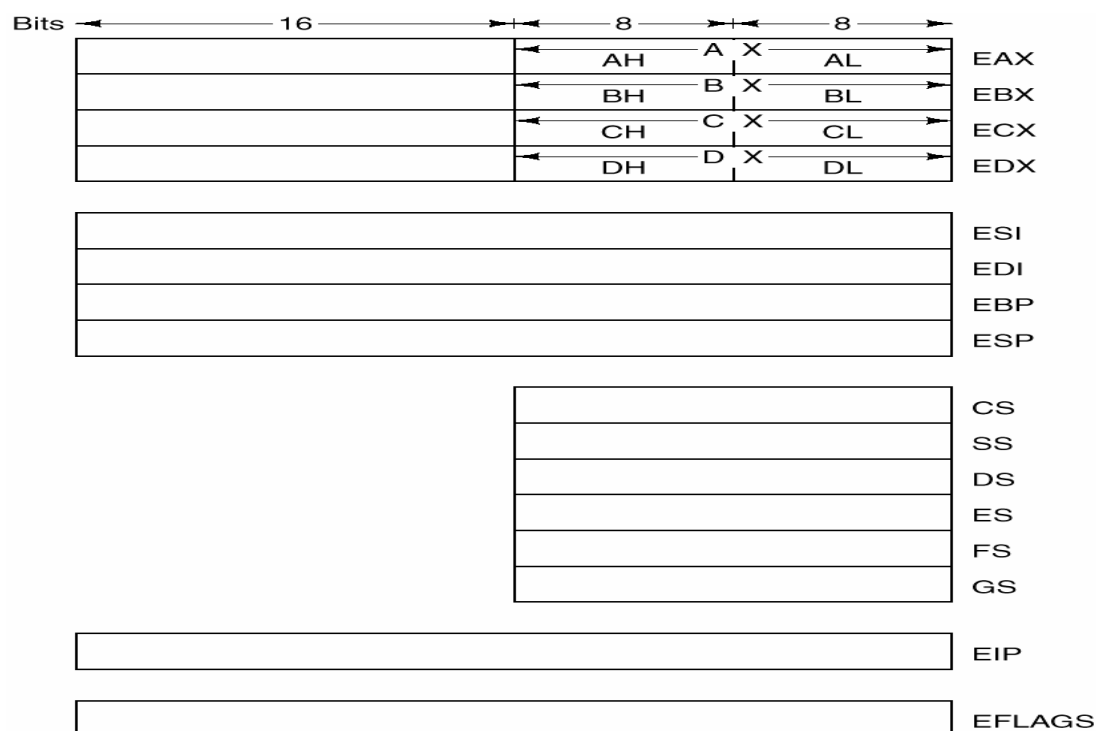 Bits 16 8 8
A X
AH AL EAX
B X
BH BL EBX
C X
CH CL ECX
D X
DH DL EDX
ESI
EDI
EBP
ESP
CS
SS
DS
ES
FS
GS
EIP
EFLAGS